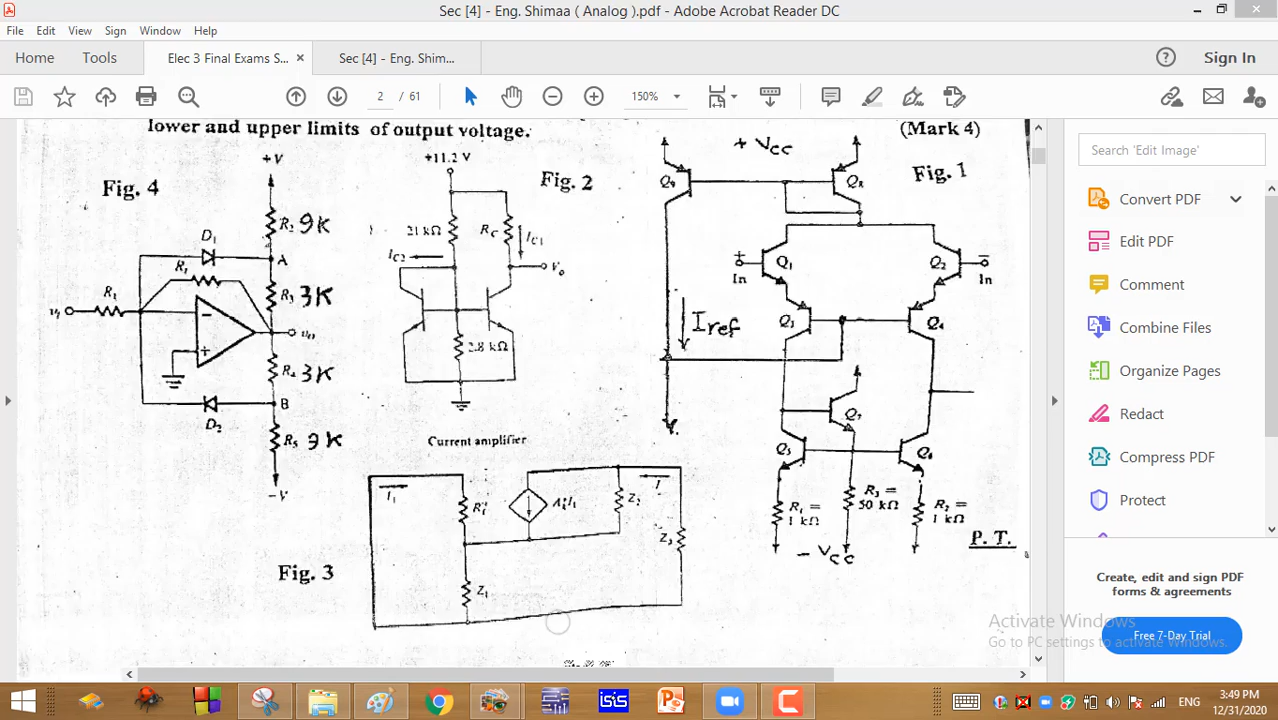 Sec [4] - Eng. Shimaa ( Analog ).pdf - Adobe Acrobat Reader DC
File Edit View Sign Window Help
Home Tools Elec 3 Final Exams S... × Sec [4] - Eng. Shim... Sign In
2 / 61 150%
lower and upper limits of output voltage.
(Mark 4)
Fig. 4
+V
R2 9K
D1
A
R1
R3 3K
vo
R4 3K
B
D2
R5 9K
-V
+11.2 V
Fig. 2
21 kΩ
RC
IC1
IC2
Vo
2.8 kΩ
Current amplifier
+ VCC
Fig. 1
Q9
Q8
+
In
Q1
Q2
-
In
Iref
Q3
Q4
Q7
Q5
Q6
R1 =
1 kΩ
R3 =
50 kΩ
R2 =
1 kΩ
- VCC
P. T.
I1
I
Z2
Z3
Z1
Fig. 3
Search 'Edit Image'
Convert PDF
Edit PDF
Comment
Combine Files
Organize Pages
Redact
Compress PDF
Protect
Create, edit and sign PDF
forms & agreements
Free 7-Day Trial
Activate Windows
Go to PC settings to activate Windows.
isis
ENG
3:49 PM
12/31/2020